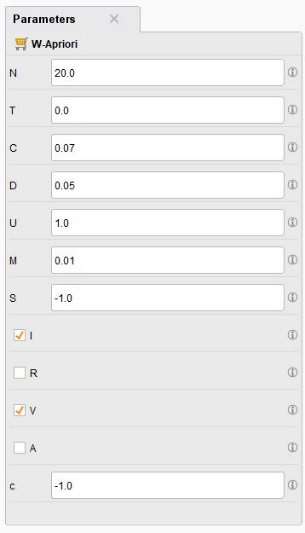 Parameters
W-Apriori
N 20.0
T 0.0
C 0.07
D 0.05
U 1.0
M 0.01
S -1.0
I
R
V
A
c -1.0